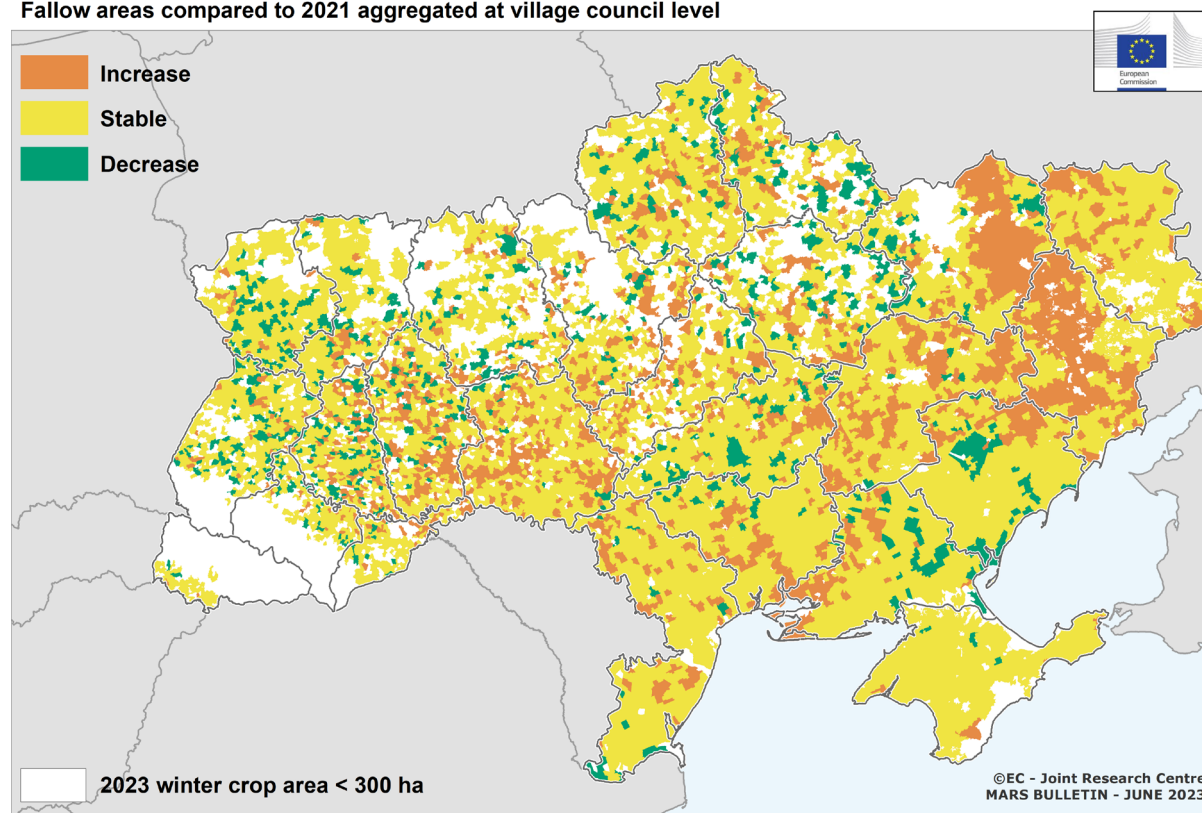 Fallow areas compared to 2021 aggregated at village council level
Increase
Stable
Decrease
European
Commission
2023 winter crop area < 300 ha
©EC - Joint Research Centre
MARS BULLETIN - JUNE 2023